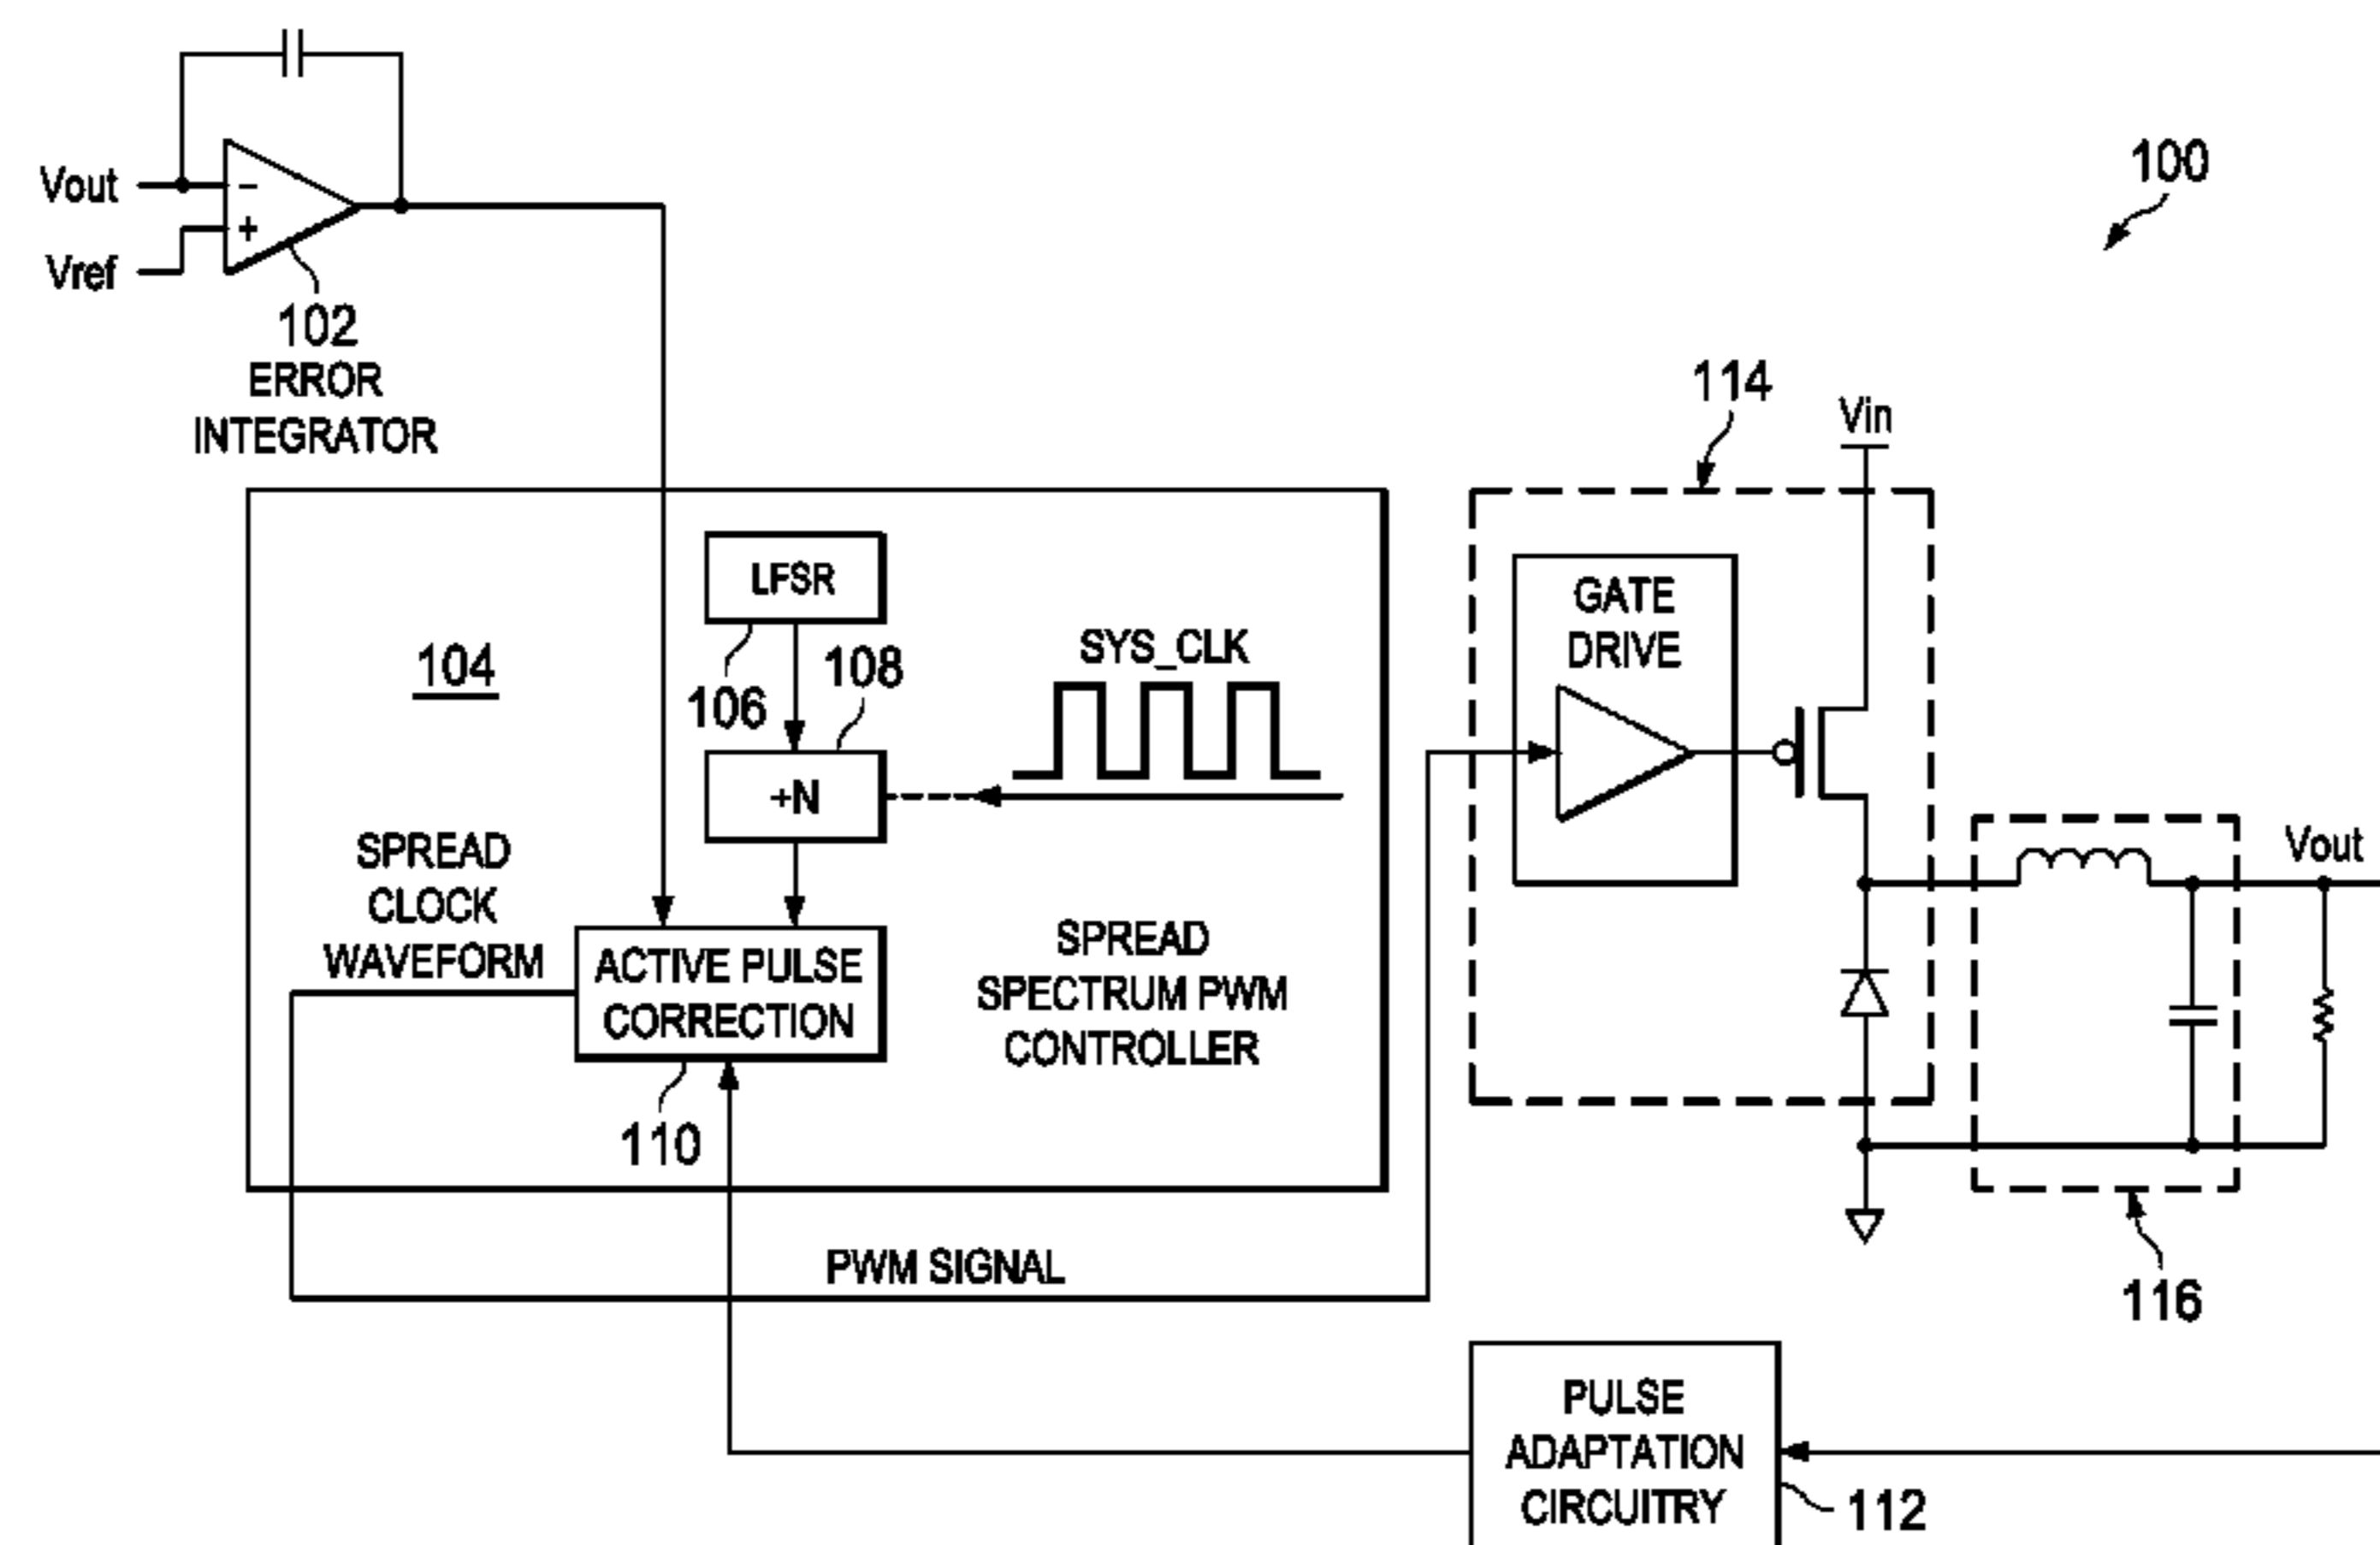 Vout
Vref
−
+
102
ERROR
INTEGRATOR
100
114
Vin
104
LFSR
106
108
SYS_CLK
÷N
SPREAD
CLOCK
WAVEFORM
ACTIVE PULSE
CORRECTION
110
SPREAD
SPECTRUM PWM
CONTROLLER
GATE
DRIVE
Vout
116
PWM SIGNAL
PULSE
ADAPTATION
CIRCUITRY
112